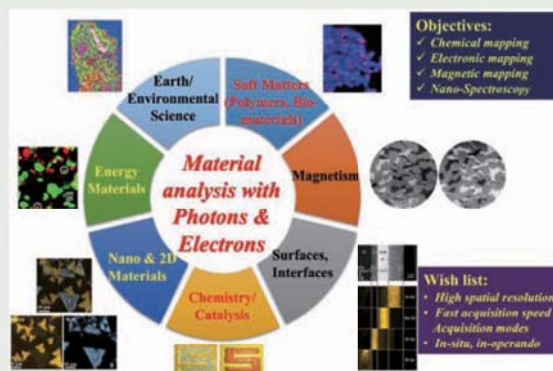 Objectives:
✓ Chemical mapping
✓ Electronic mapping
✓ Magnetic mapping
✓ Nano-Spectroscopy
Earth/
Environmental
Science
Soft Matters
(Polymers, Bio-
materials)
Energy
Materials
Material
analysis with
Photons &
Electrons
Magnetism
Nano & 2D
Materials
Chemistry/
Catalysis
Surfaces,
Interfaces
Wish list:
• High spatial resolution
• Fast acquisition speed
Acquisition modes
• In-situ, in-operando